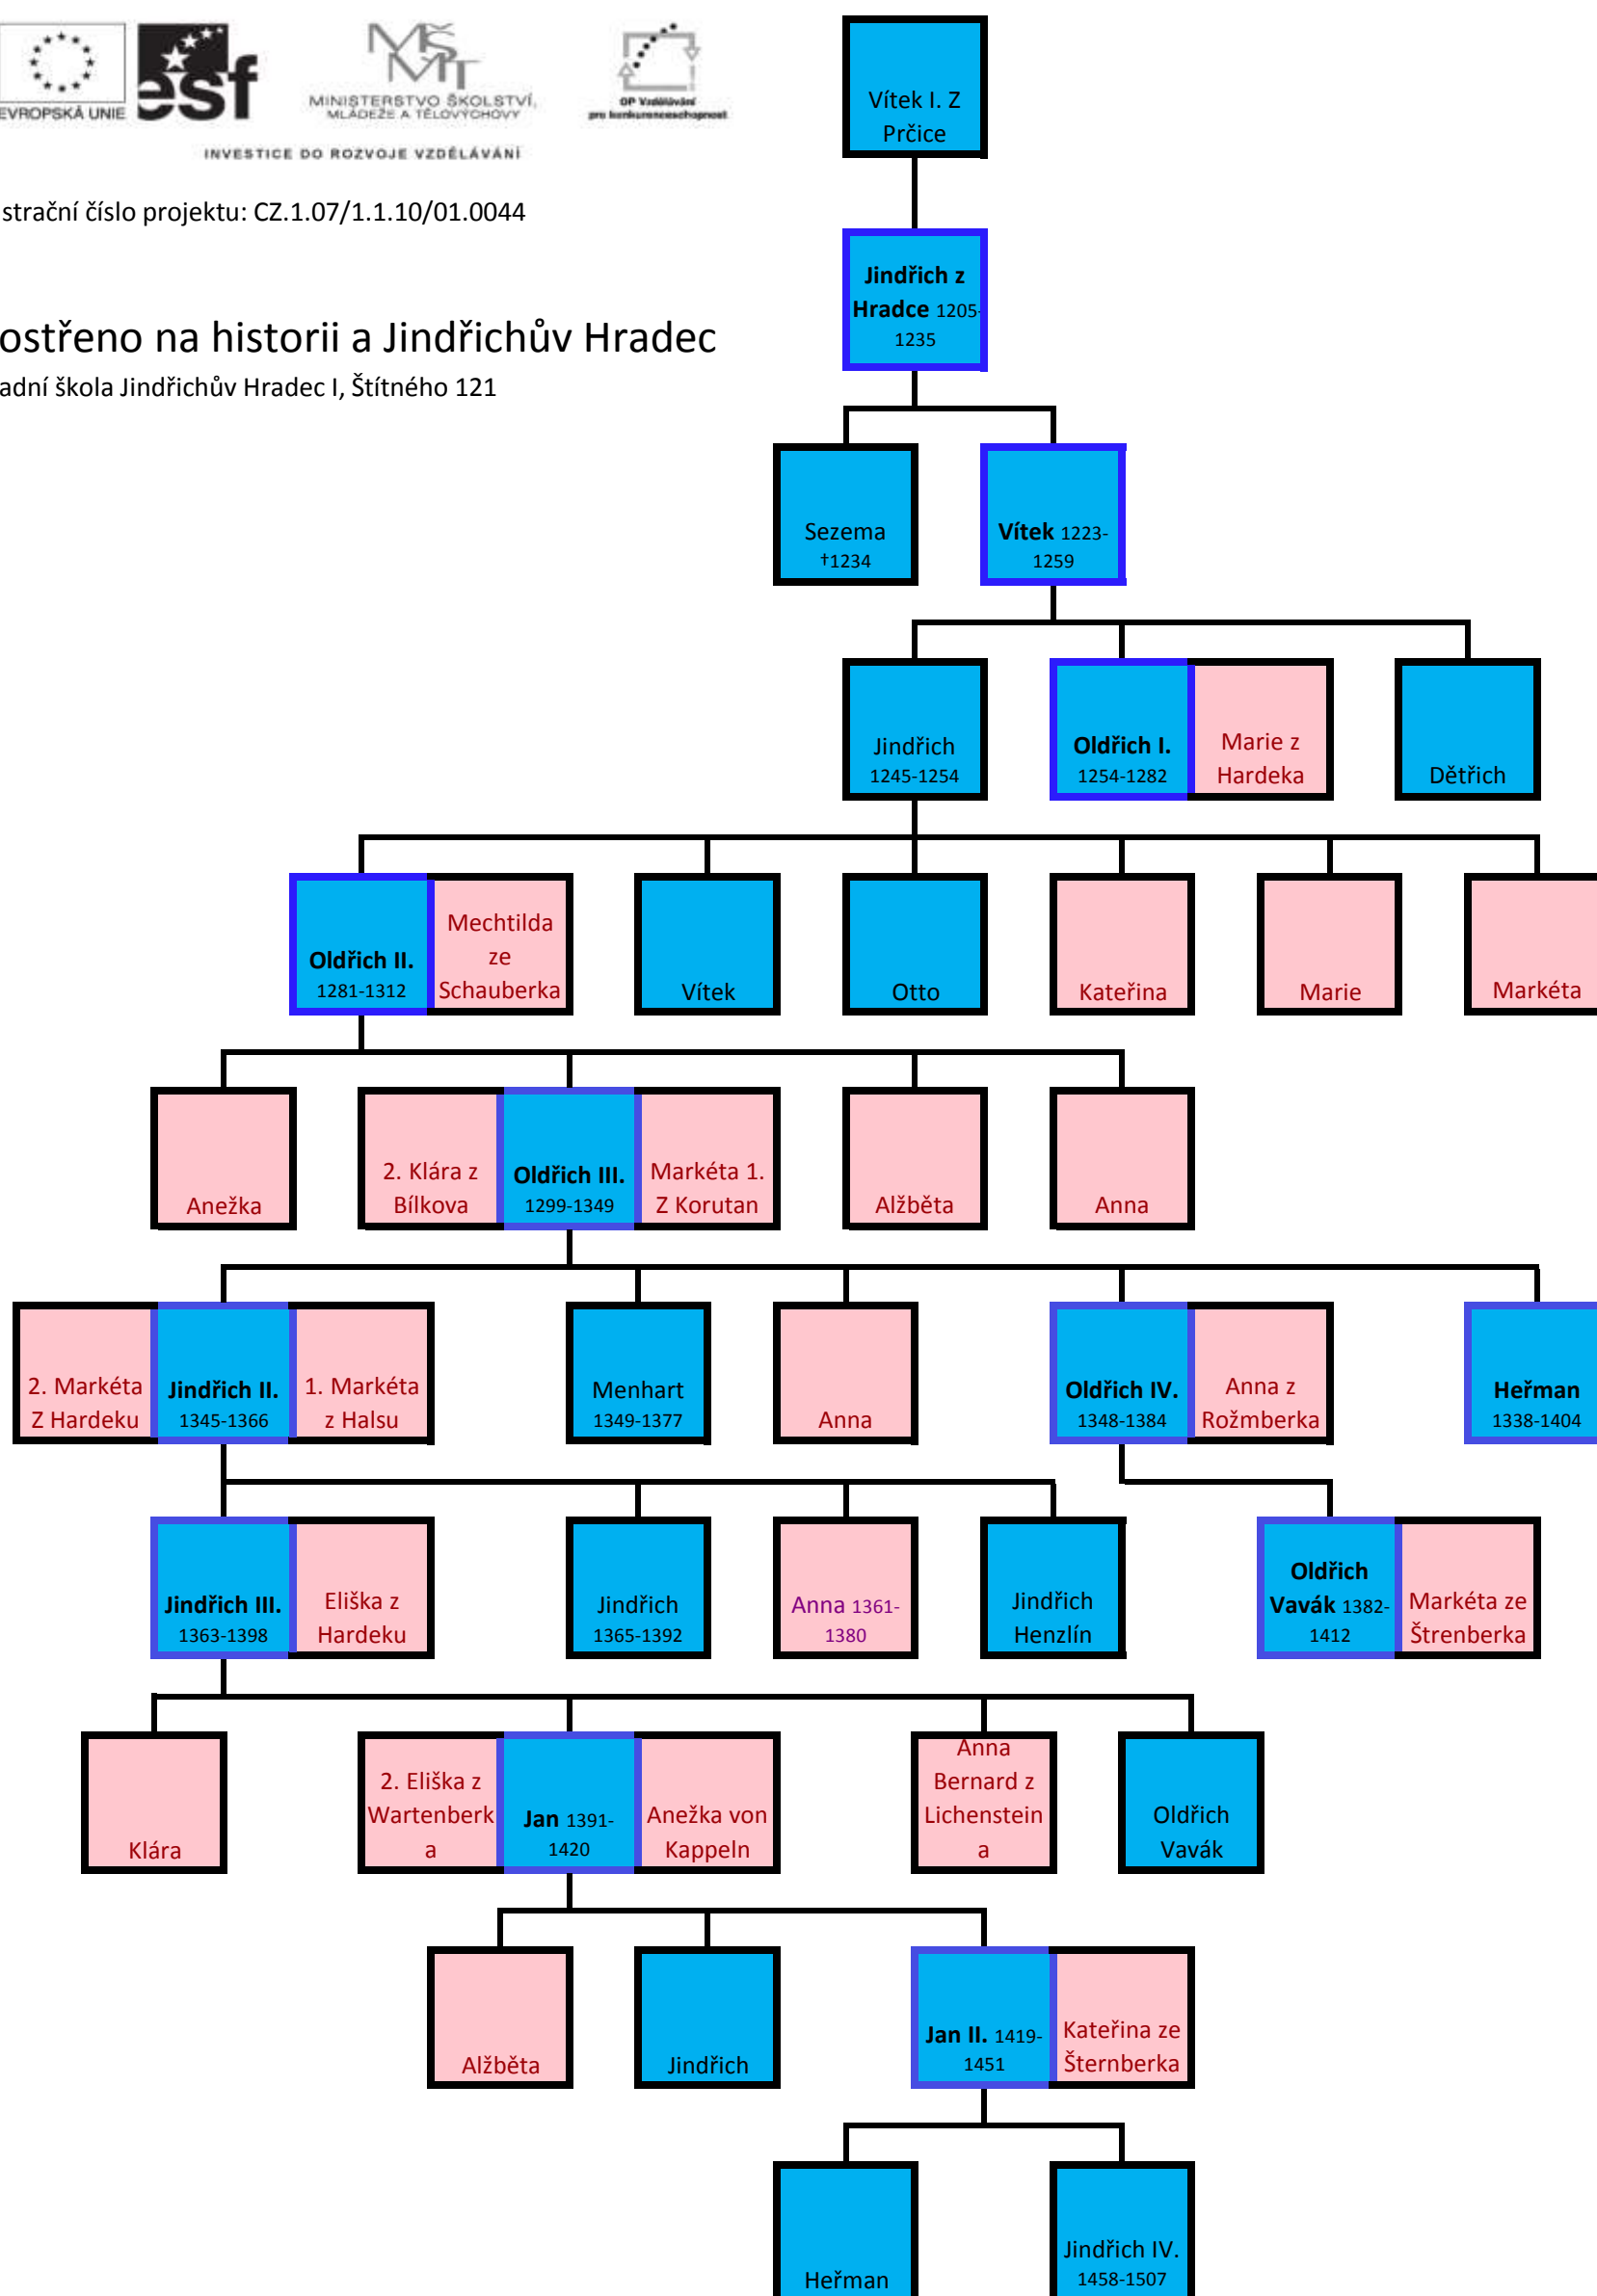 EVROPSKÁ UNIE
esf
MINISTERSTVO ŠKOLSTVÍ,
MLÁDEŽE A TĚLOVÝCHOVY
OP Vzdělávání
pro konkurenceschopnost
INVESTICE DO ROZVOJE VZDĚLÁVÁNÍ
strační číslo projektu: CZ.1.07/1.1.10/01.0044
ostřeno na historii a Jindřichův Hradec
adní škola Jindřichův Hradec I, Štítného 121
Vítek I. Z
Prčice
Jindřich z
Hradce 1205-
1235
Sezema
†1234
Vítek 1223-
1259
Jindřich
1245-1254
Oldřich I.
1254-1282
Marie z
Hardeka
Dětřich
Oldřich II.
1281-1312
Mechtilda
ze
Schauberka
Vítek
Otto
Kateřina
Marie
Markéta
Anežka
2. Klára z
Bílkova
Oldřich III.
1299-1349
Markéta 1.
Z Korutan
Alžběta
Anna
2. Markéta
Z Hardeku
Jindřich II.
1345-1366
1. Markéta
z Halsu
Menhart
1349-1377
Anna
Oldřich IV.
1348-1384
Anna z
Rožmberka
Heřman
1338-1404
Jindřich III.
1363-1398
Eliška z
Hardeku
Jindřich
1365-1392
Anna 1361-
1380
Jindřich
Henzlín
Oldřich
Vavák 1382-
1412
Markéta ze
Štrenberka
Klára
2. Eliška z
Wartenberk
a
Jan 1391-
1420
Anežka von
Kappeln
Anna
Bernard z
Lichenstein
a
Oldřich
Vavák
Alžběta
Jindřich
Jan II. 1419-
1451
Kateřina ze
Šternberka
Heřman
Jindřich IV.
1458-1507